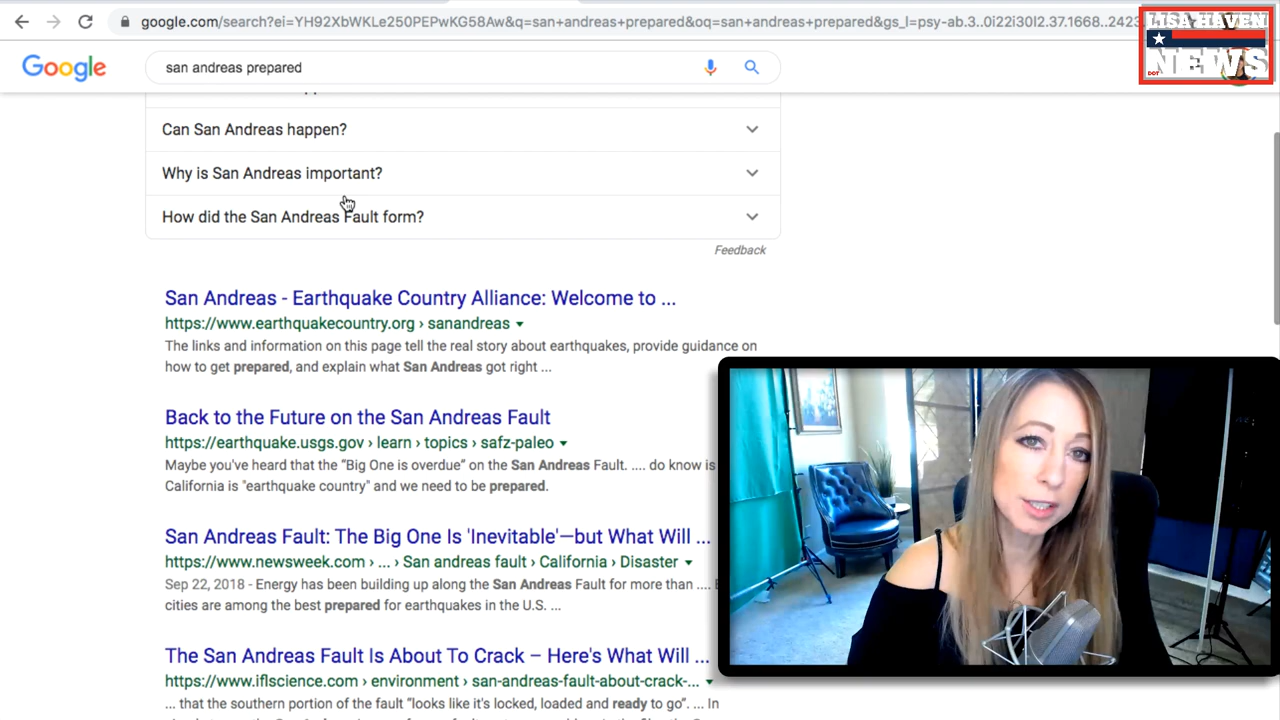 google.com/search?ei=YH92XbWKLe250PEPwKG58Aw&q=san+andreas+prepared&oq=san+andreas+prepared&gs_l=psy-ab.3..0i22i30l2.37.1668..2423
LISA HAVEN
NEWS
DOT
Google
san andreas prepared
Can San Andreas happen?
Why is San Andreas important?
How did the San Andreas Fault form?
Feedback
San Andreas - Earthquake Country Alliance: Welcome to ...
https://www.earthquakecountry.org › sanandreas
The links and information on this page tell the real story about earthquakes, provide guidance on
how to get prepared, and explain what San Andreas got right ...
Back to the Future on the San Andreas Fault
https://earthquake.usgs.gov › learn › topics › safz-paleo
Maybe you've heard that the “Big One is overdue” on the San Andreas Fault. .... do know is
California is "earthquake country" and we need to be prepared.
San Andreas Fault: The Big One Is 'Inevitable'—but What Will ...
https://www.newsweek.com › ... › San andreas fault › California › Disaster
Sep 22, 2018 - Energy has been building up along the San Andreas Fault for more than ....
cities are among the best prepared for earthquakes in the U.S. ...
The San Andreas Fault Is About To Crack – Here's What Will ...
https://www.iflscience.com › environment › san-andreas-fault-about-crack-...
... that the southern portion of the fault “looks like it's locked, loaded and ready to go”. ... In